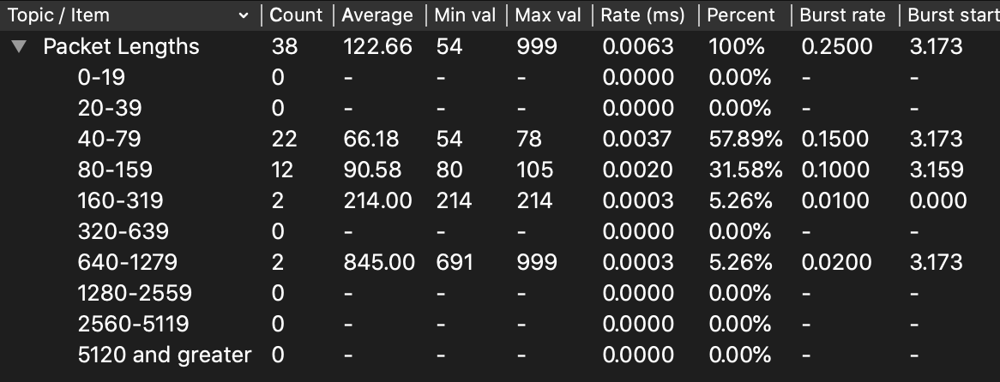 Topic / Item Count Average Min val Max val Rate (ms) Percent Burst rate Burst start
Packet Lengths 38 122.66 54 999 0.0063 100% 0.2500 3.173
0-19 0 - - - 0.0000 0.00% - -
20-39 0 - - - 0.0000 0.00% - -
40-79 22 66.18 54 78 0.0037 57.89% 0.1500 3.173
80-159 12 90.58 80 105 0.0020 31.58% 0.1000 3.159
160-319 2 214.00 214 214 0.0003 5.26% 0.0100 0.000
320-639 0 - - - 0.0000 0.00% - -
640-1279 2 845.00 691 999 0.0003 5.26% 0.0200 3.173
1280-2559 0 - - - 0.0000 0.00% - -
2560-5119 0 - - - 0.0000 0.00% - -
5120 and greater 0 - - - 0.0000 0.00% - -